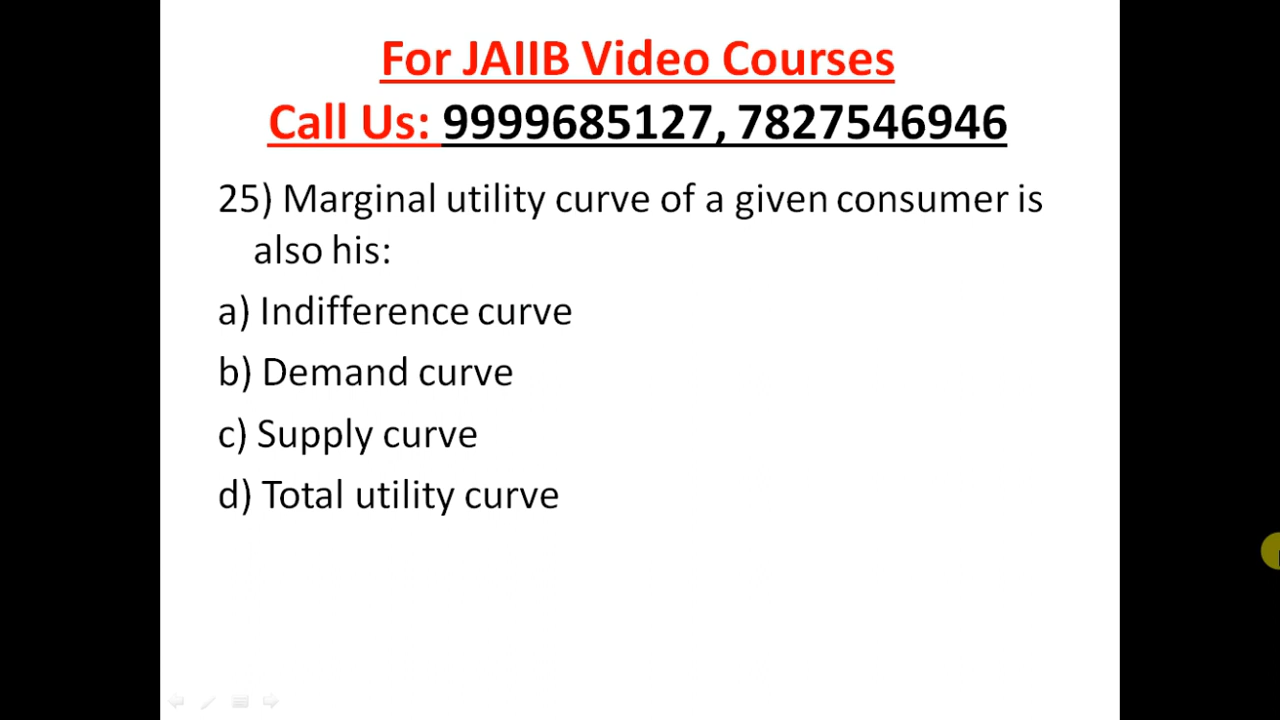 For JAIIB Video Courses
Call Us: 9999685127, 7827546946
25) Marginal utility curve of a given consumer is
also his:
a) Indifference curve
b) Demand curve
c) Supply curve
d) Total utility curve